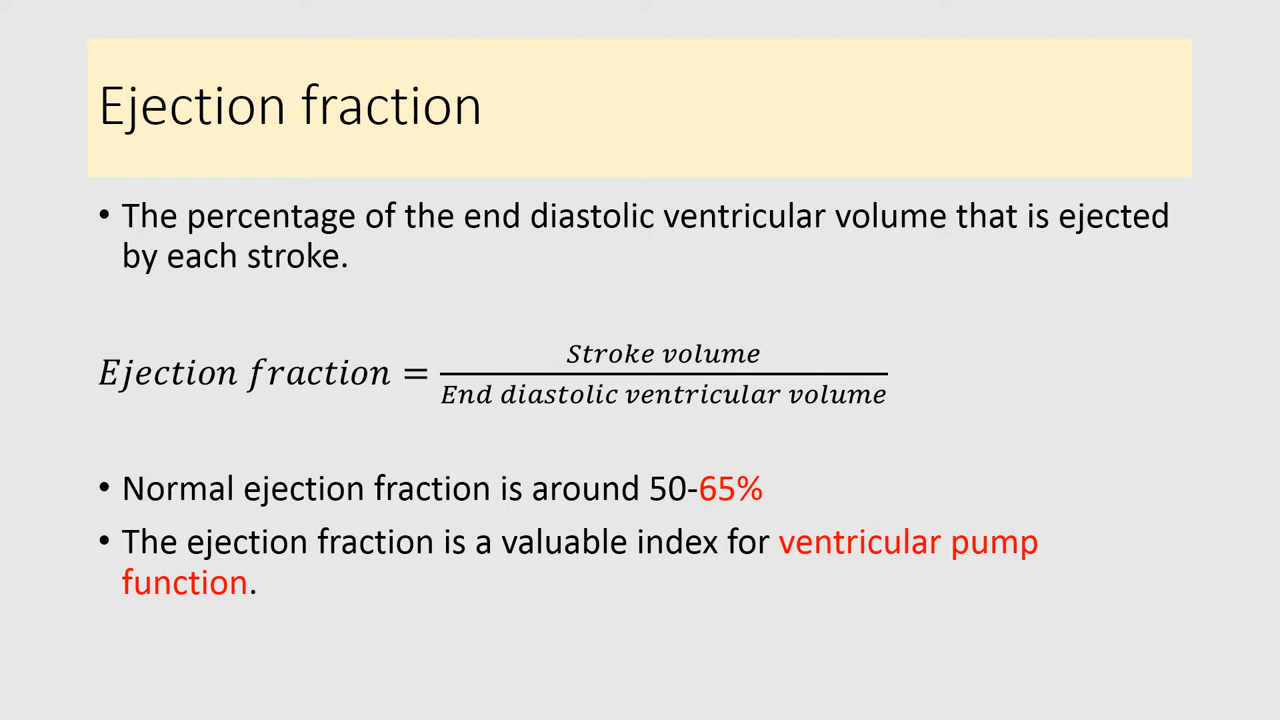 Ejection fraction
• The percentage of the end diastolic ventricular volume that is ejected
by each stroke.
Ejection fraction = Stroke volume / End diastolic ventricular volume
• Normal ejection fraction is around 50-65%
• The ejection fraction is a valuable index for ventricular pump
function.